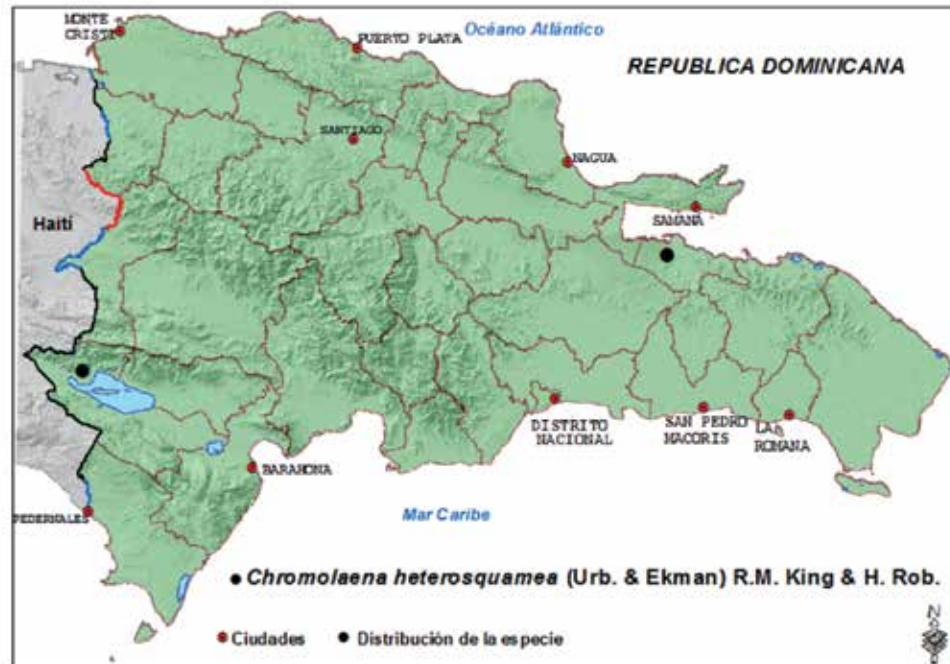 MONTE
CRISTI
PUERTO PLATA
Océano Atlántico
REPUBLICA DOMINICANA
SANTIAGO
NAGUA
SAMANA
Haití
DISTRITO
NACIONAL
SAN PEDRO
MACORIS
LA
ROMANA
BARAHONA
PEDERNALES
Mar Caribe
Chromolaena heterosquamea (Urb. & Ekman) R.M. King & H. Rob.
Ciudades
Distribución de la especie
N